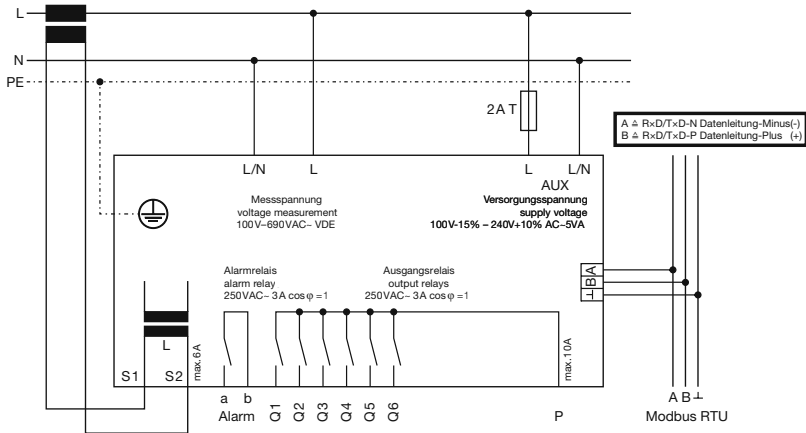 L
N
PE
2A T
A ≙ R×D/T×D-N Datenleitung-Minus(-)
B ≙ R×D/T×D-P Datenleitung-Plus (+)
L/N
L
L
L/N
AUX
Messspannung
voltage measurement
100V–690VAC~ VDE
Versorgungsspannung
supply voltage
100V-15% – 240V+10% AC~5VA
A
B
⊥
Alarmrelais
alarm relay
250VAC~ 3A cos φ =1
Ausgangsrelais
output relays
250VAC~ 3A cos φ =1
L
S1
S2
max.6A
max.10A
a
b
Alarm
Q1
Q2
Q3
Q4
Q5
Q6
P
A B ⊥
Modbus RTU